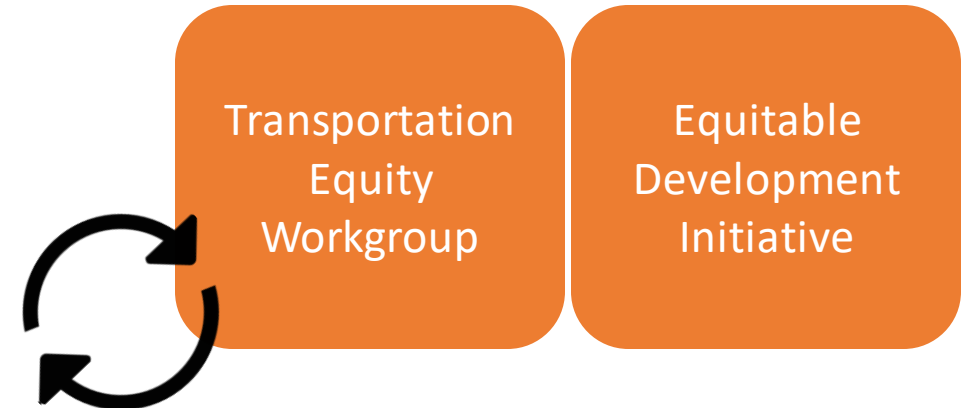 Transportation
Equity
Workgroup
Equitable
Development
Initiative